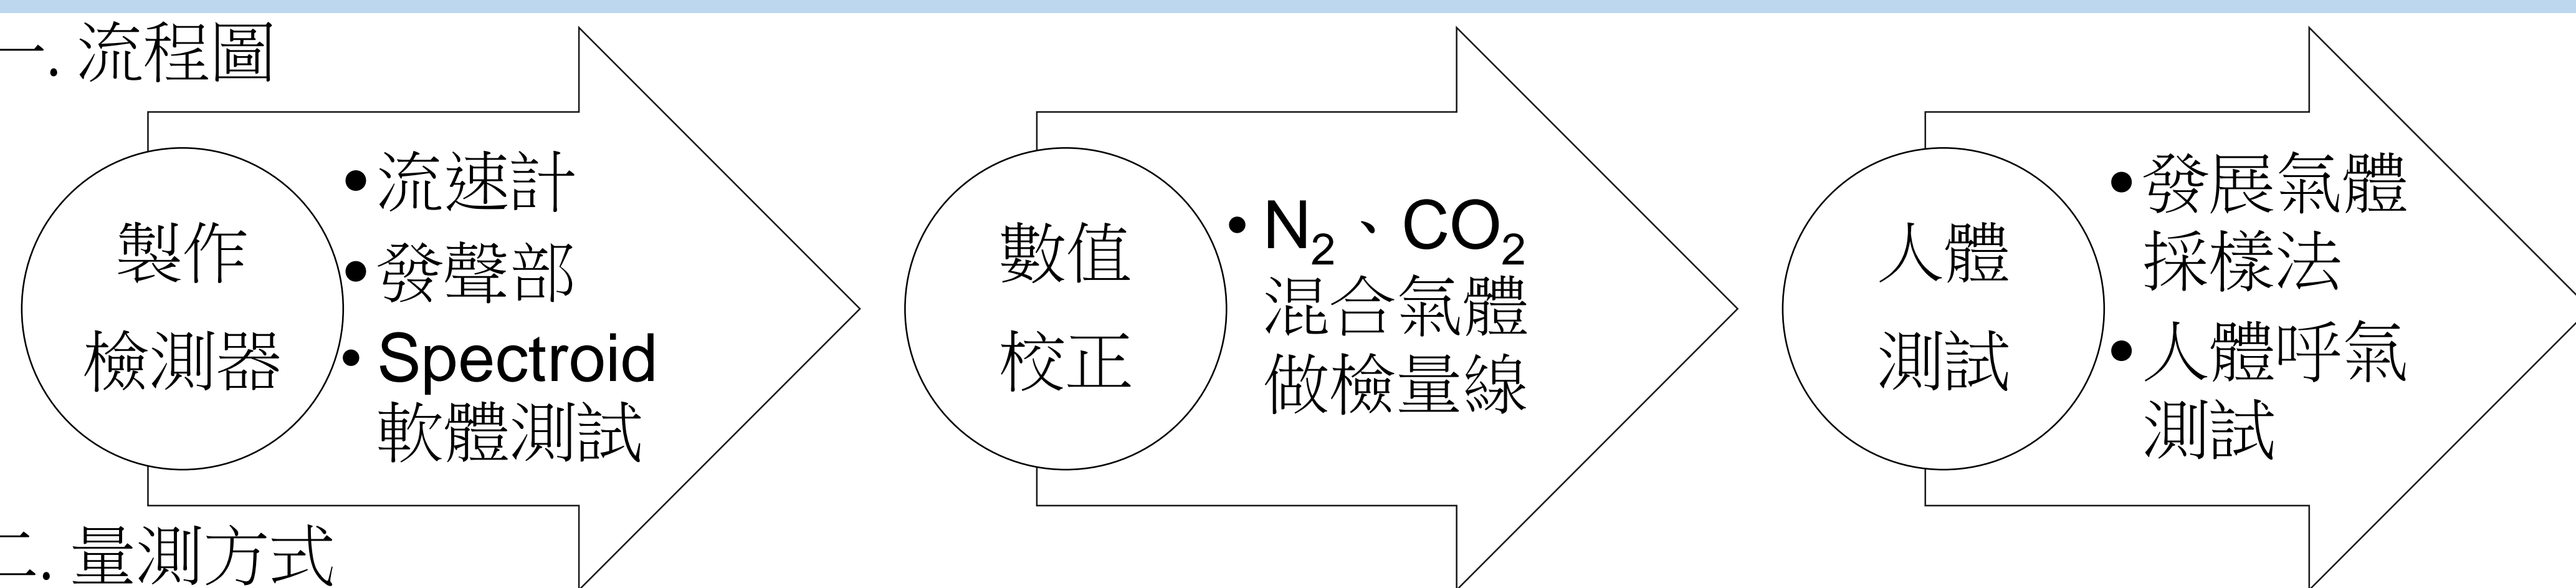 一. 流程圖
製作
檢測器
•流速計
•發聲部
•Spectroid
軟體測試
數值
校正
•N₂、CO₂
混合氣體
做檢量線
人體
測試
•發展氣體
採樣法
•人體呼氣
測試
二. 量測方式